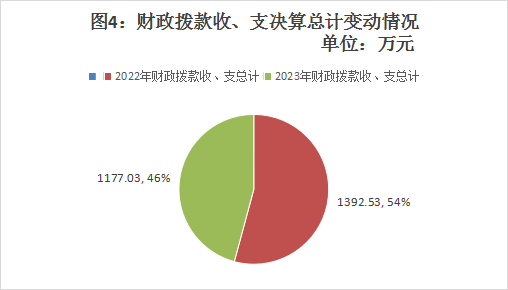 图4：财政拨款收、支决算总计变动情况
单位：万元
2022年财政拨款收、支总计 2023年财政拨款收、支总计
1177.03, 46%
1392.53, 54%